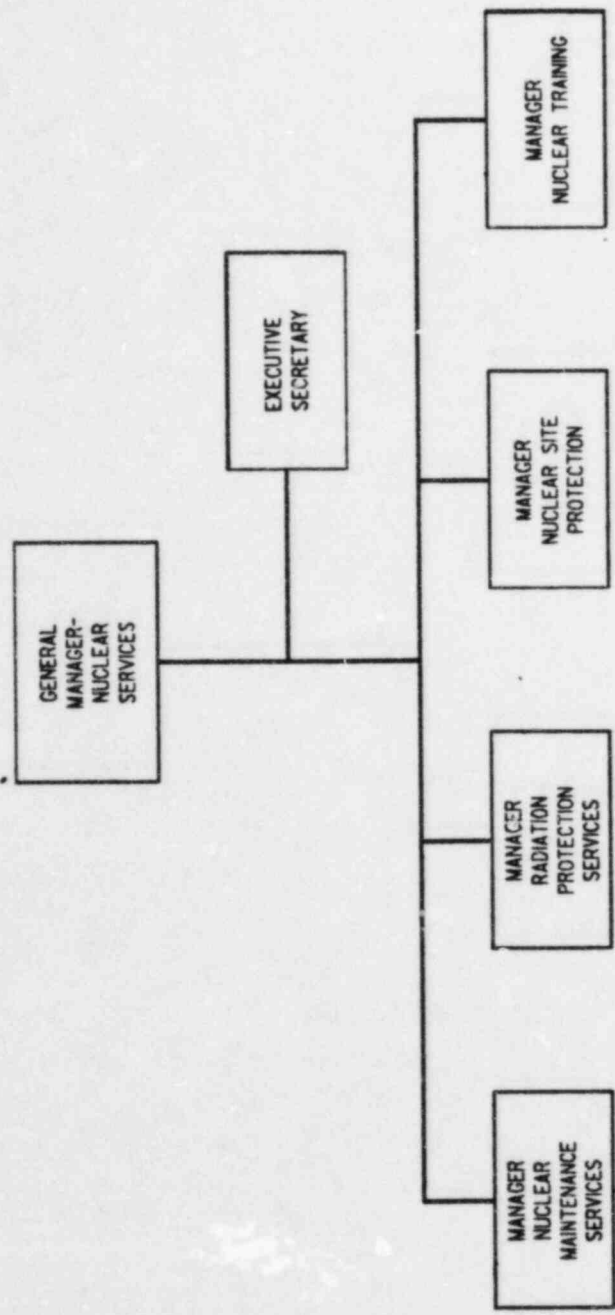 GENERAL
MANAGER-
NUCLEAR
SERVICES
EXECUTIVE
SECRETARY
MANAGER
NUCLEAR
MAINTENANCE
SERVICES
MANAGER
RADIATION
PROTECTION
SERVICES
MANAGER
NUCLEAR SITE
PROTECTION
MANAGER
NUCLEAR TRAINING